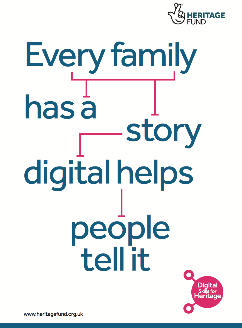 HERITAGE
FUND
Every family
has a
story
digital helps
people
tell it
Digital
Skills for
Heritage
www.heritagefund.org.uk